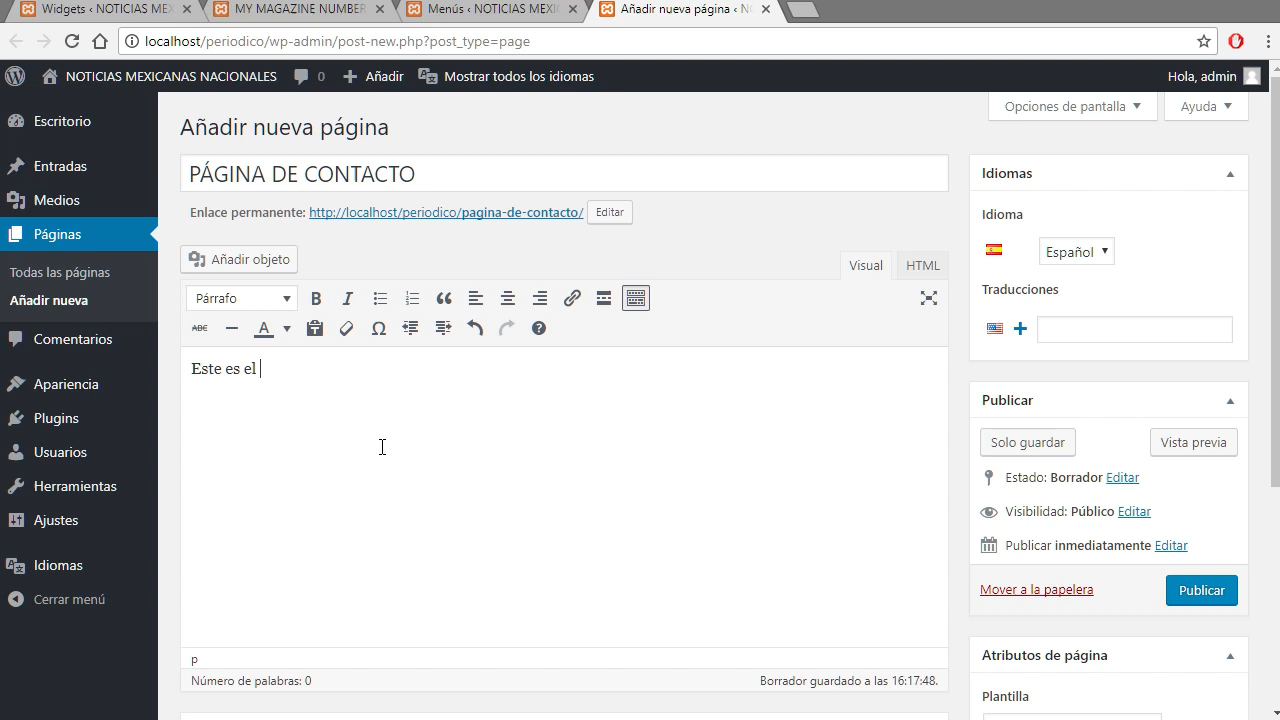 Widgets ‹ NOTICIAS MEXIC
MY MAGAZINE NUMBER
Menús ‹ NOTICIAS MEXIC
Añadir nueva página ‹ NO
localhost/periodico/wp-admin/post-new.php?post_type=page
NOTICIAS MEXICANAS NACIONALES
0
Añadir
Mostrar todos los idiomas
Hola, admin
Escritorio
Entradas
Medios
Páginas
Todas las páginas
Añadir nueva
Comentarios
Apariencia
Plugins
Usuarios
Herramientas
Ajustes
Idiomas
Cerrar menú
Opciones de pantalla
Ayuda
Añadir nueva página
PÁGINA DE CONTACTO
Enlace permanente: http://localhost/periodico/pagina-de-contacto/ Editar
Añadir objeto
Visual
HTML
Párrafo
B I
ABC
A
Este es el
p
Número de palabras: 0
Borrador guardado a las 16:17:48.
Idiomas
Idioma
Español
Traducciones
Publicar
Solo guardar
Vista previa
Estado: Borrador Editar
Visibilidad: Público Editar
Publicar inmediatamente Editar
Mover a la papelera
Publicar
Atributos de página
Plantilla